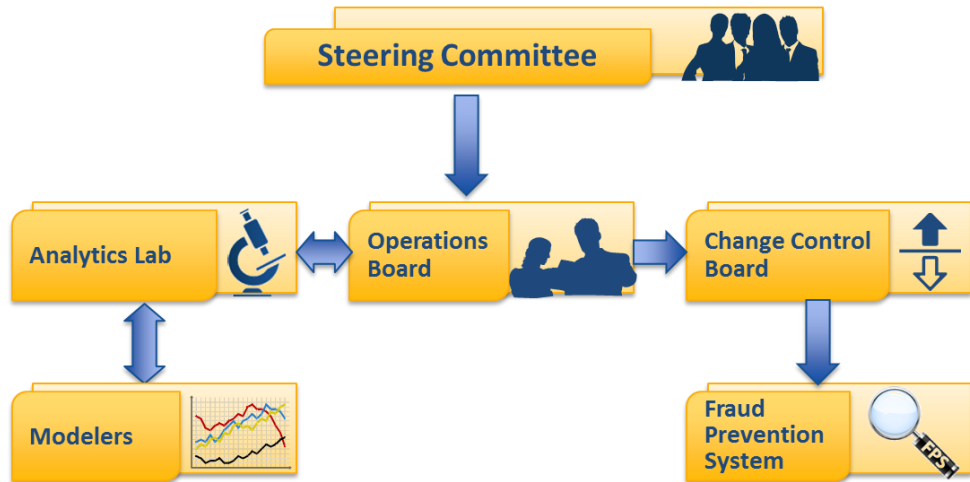 Steering Committee
Analytics Lab
Operations
Board
Change Control
Board
Modelers
Fraud
Prevention
System
FPS